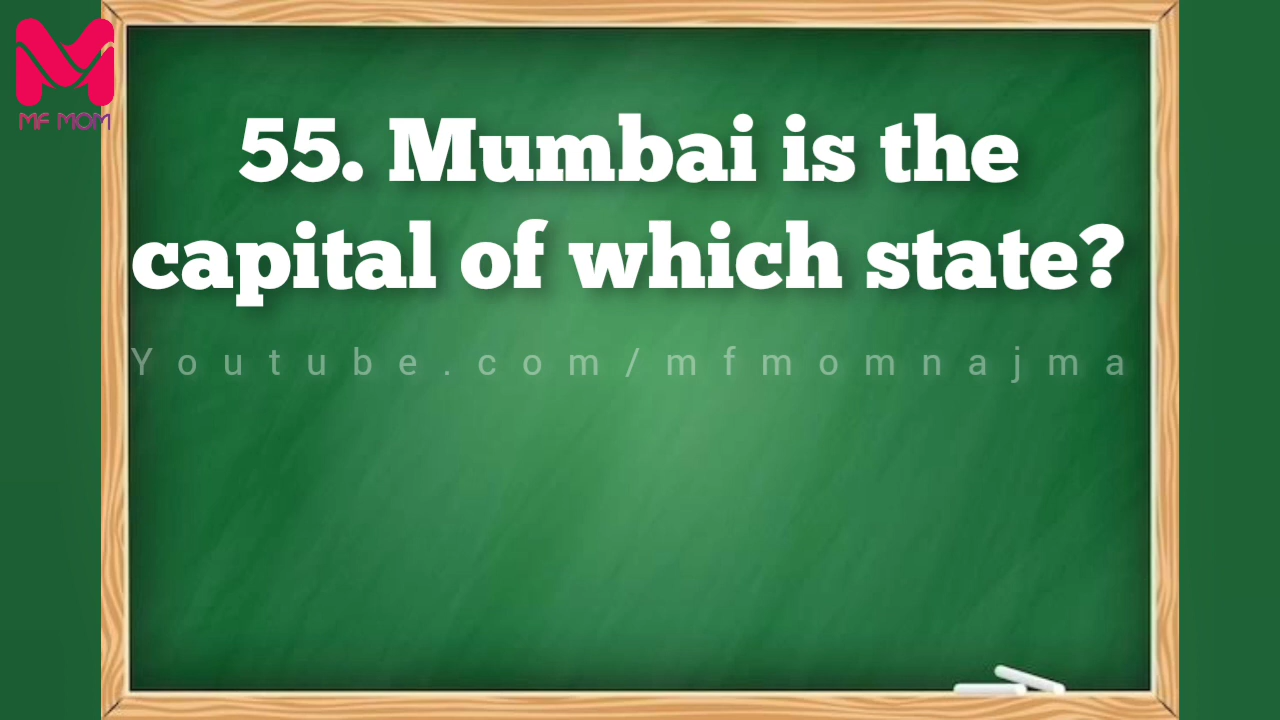 MF MOM
55. Mumbai is the
capital of which state?
Youtube.com/mfmomnajma